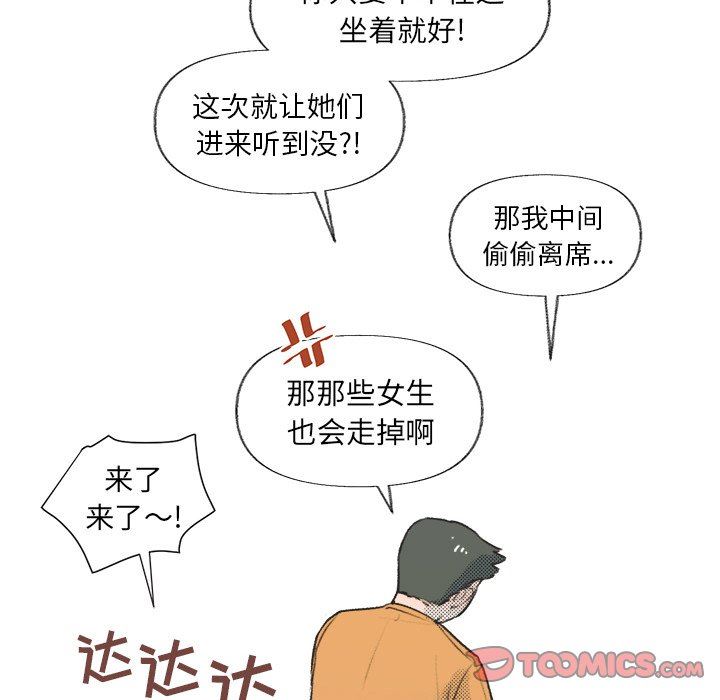 坐着就好!
这次就让她们
进来听到没?!
那我中间
偷偷离席...
那那些女生
也会走掉啊
来了
来了～!
达达达
TOOMICS.COM